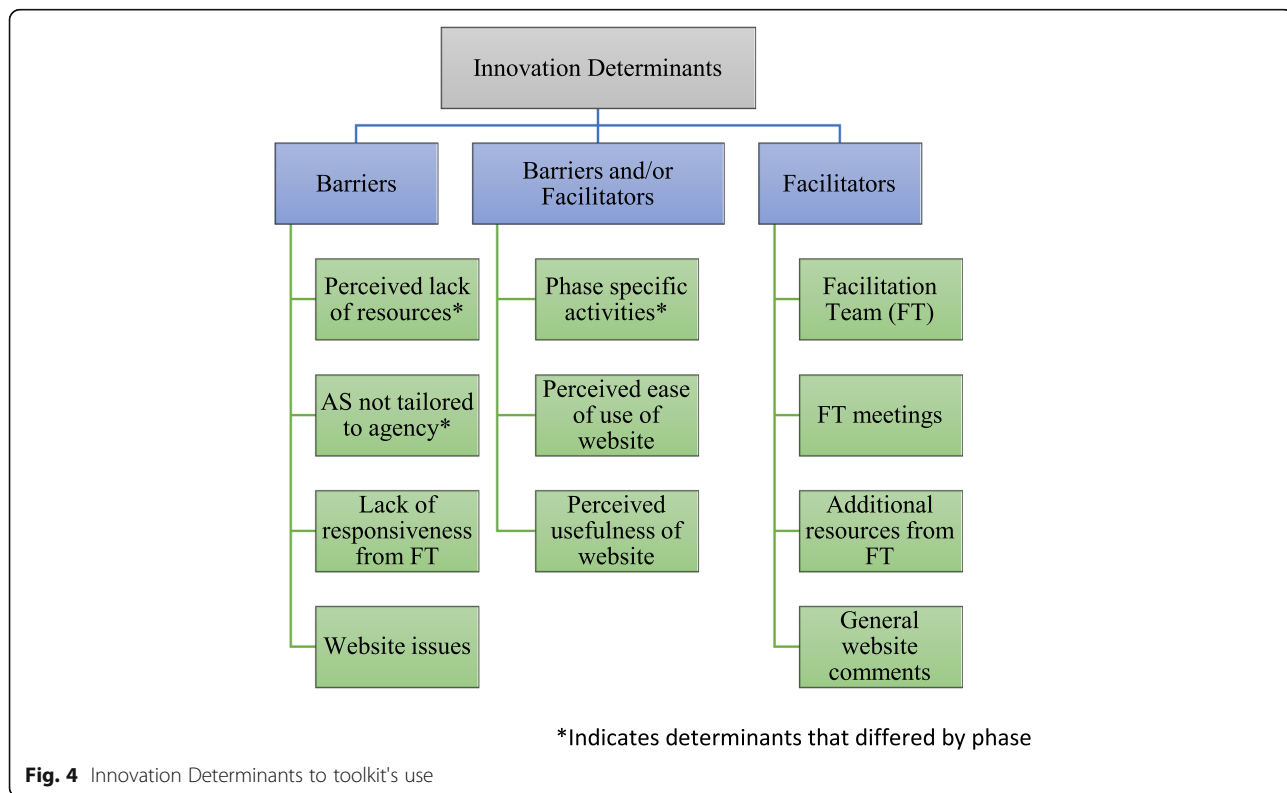 Innovation Determinants
Barriers
Barriers and/or
Facilitators
Facilitators
Perceived lack
of resources*
AS not tailored
to agency*
Lack of
responsiveness
from FT
Website issues
Phase specific
activities*
Perceived ease
of use of
website
Perceived
usefulness of
website
Facilitation
Team (FT)
FT meetings
Additional
resources from
FT
General
website
comments
*Indicates determinants that differed by phase
Fig. 4 Innovation Determinants to toolkit's use